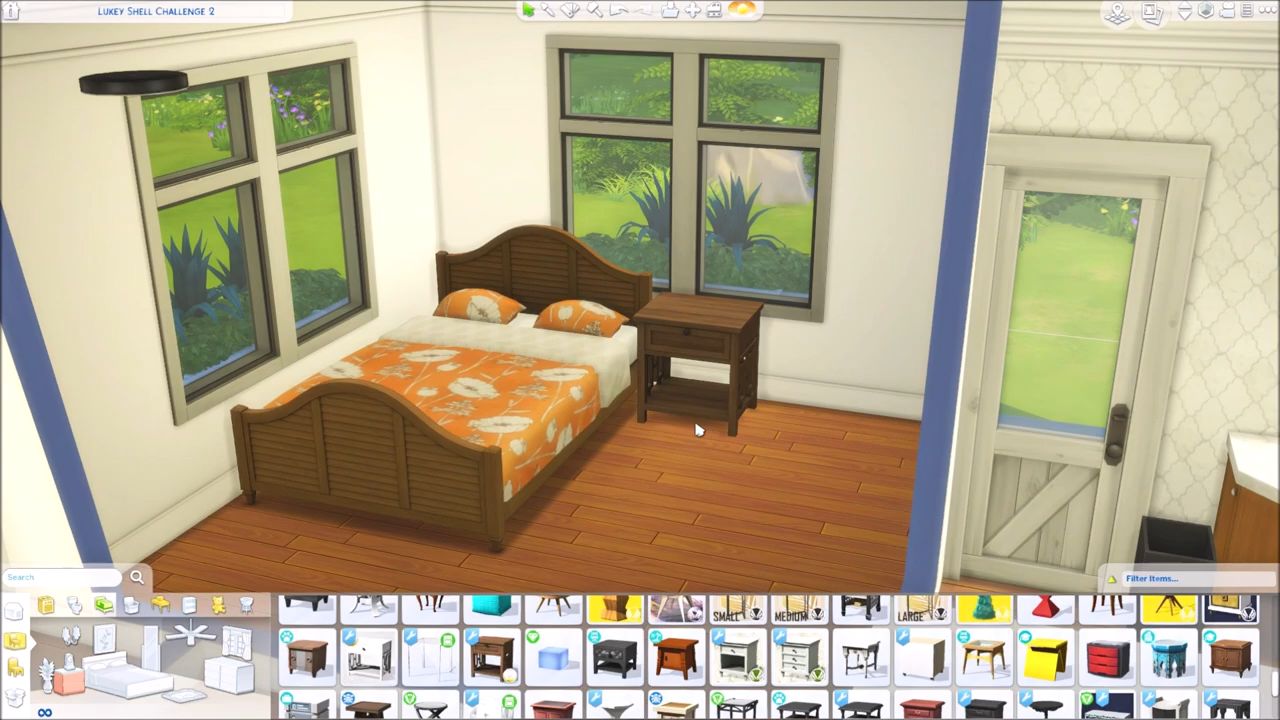 LUKEY SHELL CHALLENGE 2
Search
Filter Items...
SMALL
MEDIUM
LARGE